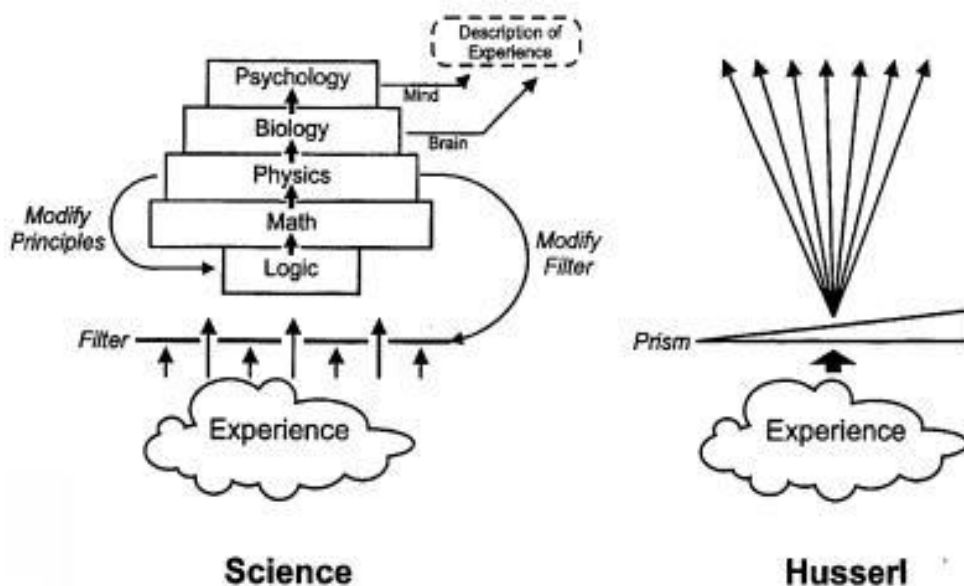 Description of
Experience
Psychology
Mind
Biology
Brain
Physics
Modify
Principles
Math
Modify
Filter
Logic
Filter
Prism
Experience
Experience
Science
Husserl